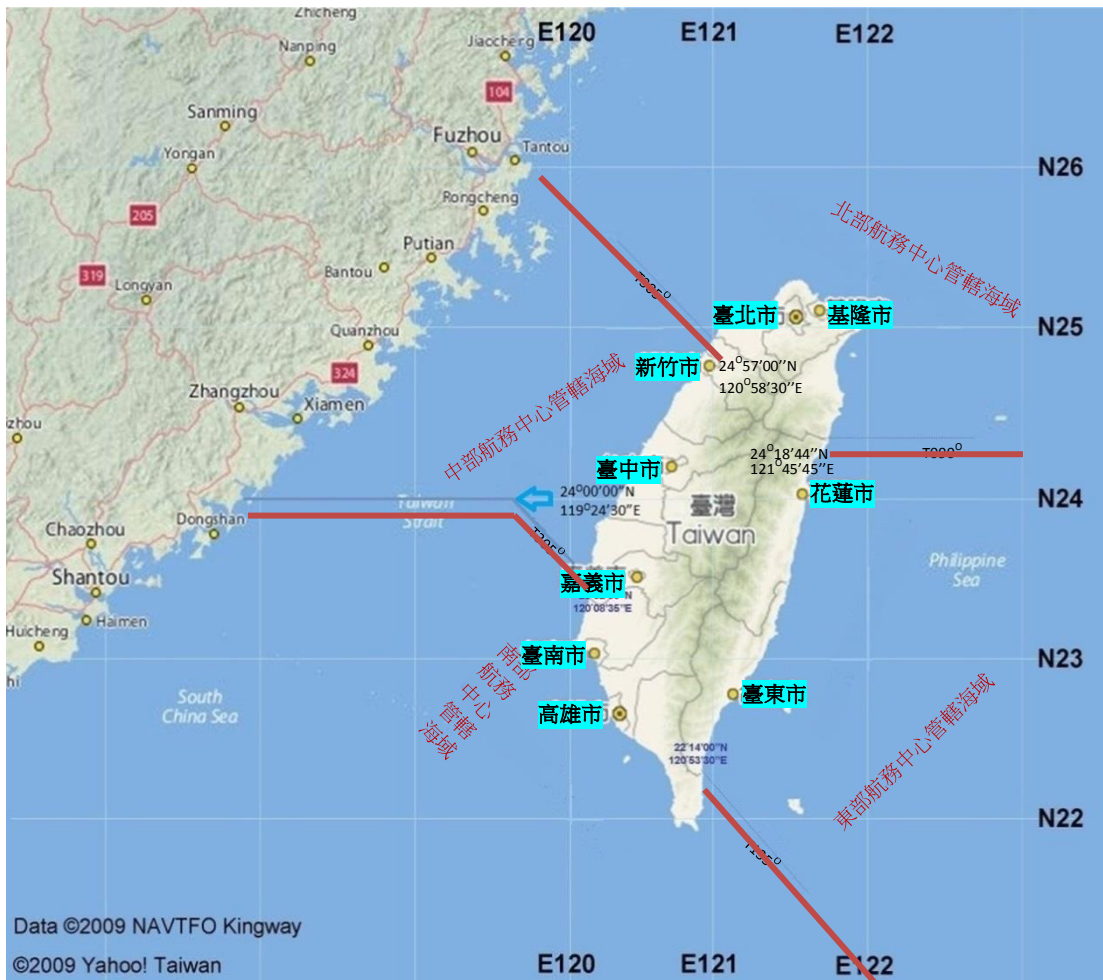 Zhicheng
E120
E121
E122
Nanping
Jiaccheng
104
Sanming
Fuzhou
Tantou
Yongan
N26
Rongcheng
205
北部航務中心管轄海域
Putian
319
Bantou
Longyan
臺北市
基隆市
Quanzhou
N25
324
新竹市
24°57’00’’N
120°58’30’’E
中部航務中心管轄海域
Zhangzhou
Xiamen
24°18’44’’N
121°45’45’’E
臺中市
花蓮市
24°00’00’’N
119°24’30’’E
N24
Taiwan
Strait
臺灣
Taiwan
Dongshan
Chaozhou
Philippine
Sea
Shantou
嘉義市
120°08’35’’E
Haimen
Huicheng
臺南市
N23
南部
航務
中心
管轄
海域
South
China Sea
臺東市
高雄市
22°14’00’’N
120°53’30’’E
東部航務中心管轄海域
N22
Data ©2009 NAVTFO Kingway
©2009 Yahoo! Taiwan
E120
E121
E122